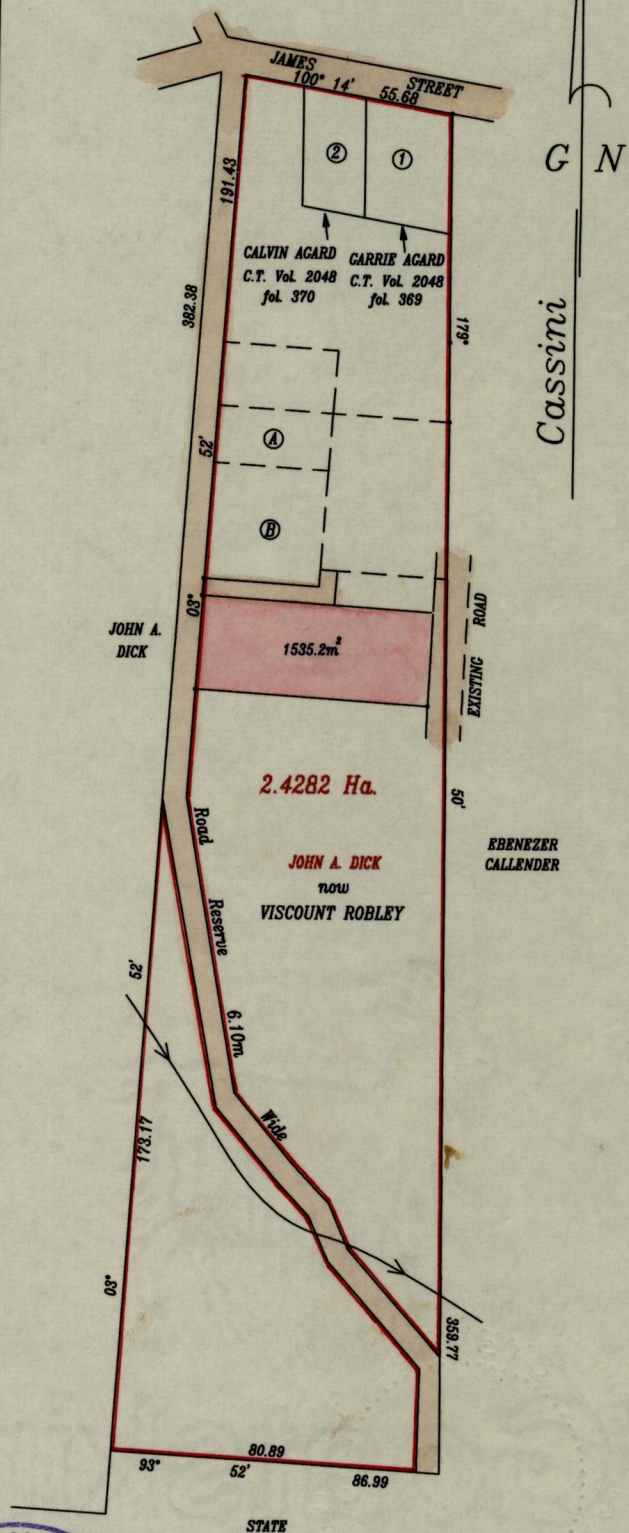 JAMES STREET
100° 14'
55.68
G N
Cassini
191.43
382.38
② ①
CALVIN AGARD
C.T. Vol. 2048
fol. 370
GARRIE AGARD
C.T. Vol. 2048
fol. 369
179°
52'
Ⓐ
Ⓑ
03°
JOHN A.
DICK
1535.2m²
EXISTING ROAD
2.4282 Ha.
50'
JOHN A. DICK
now
VISCOUNT ROBLEY
EBENEZER
CALLENDER
Road Reserve 6.10m Wide
52'
173.17
03°
359.77
80.89
93° 52'
86.99
STATE